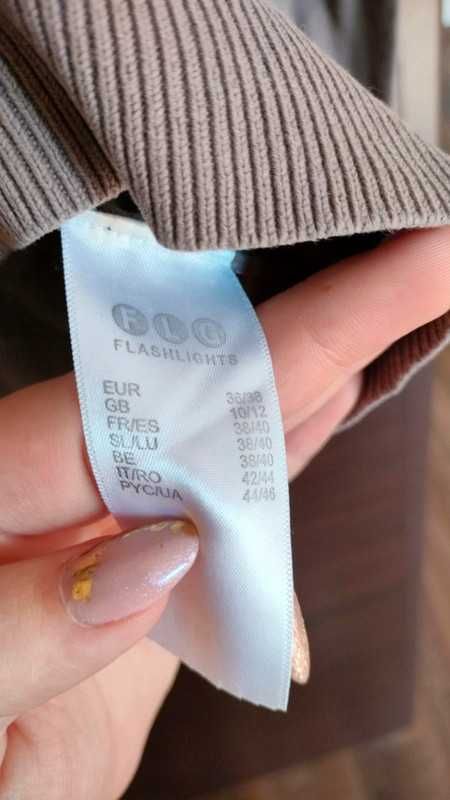 FLG
FLASHLIGHTS
EUR 36/38
GB 10/12
FR/ES 38/40
SL/LU 38/40
BE 38/40
IT/RO 42/44
РУС/UA 44/46